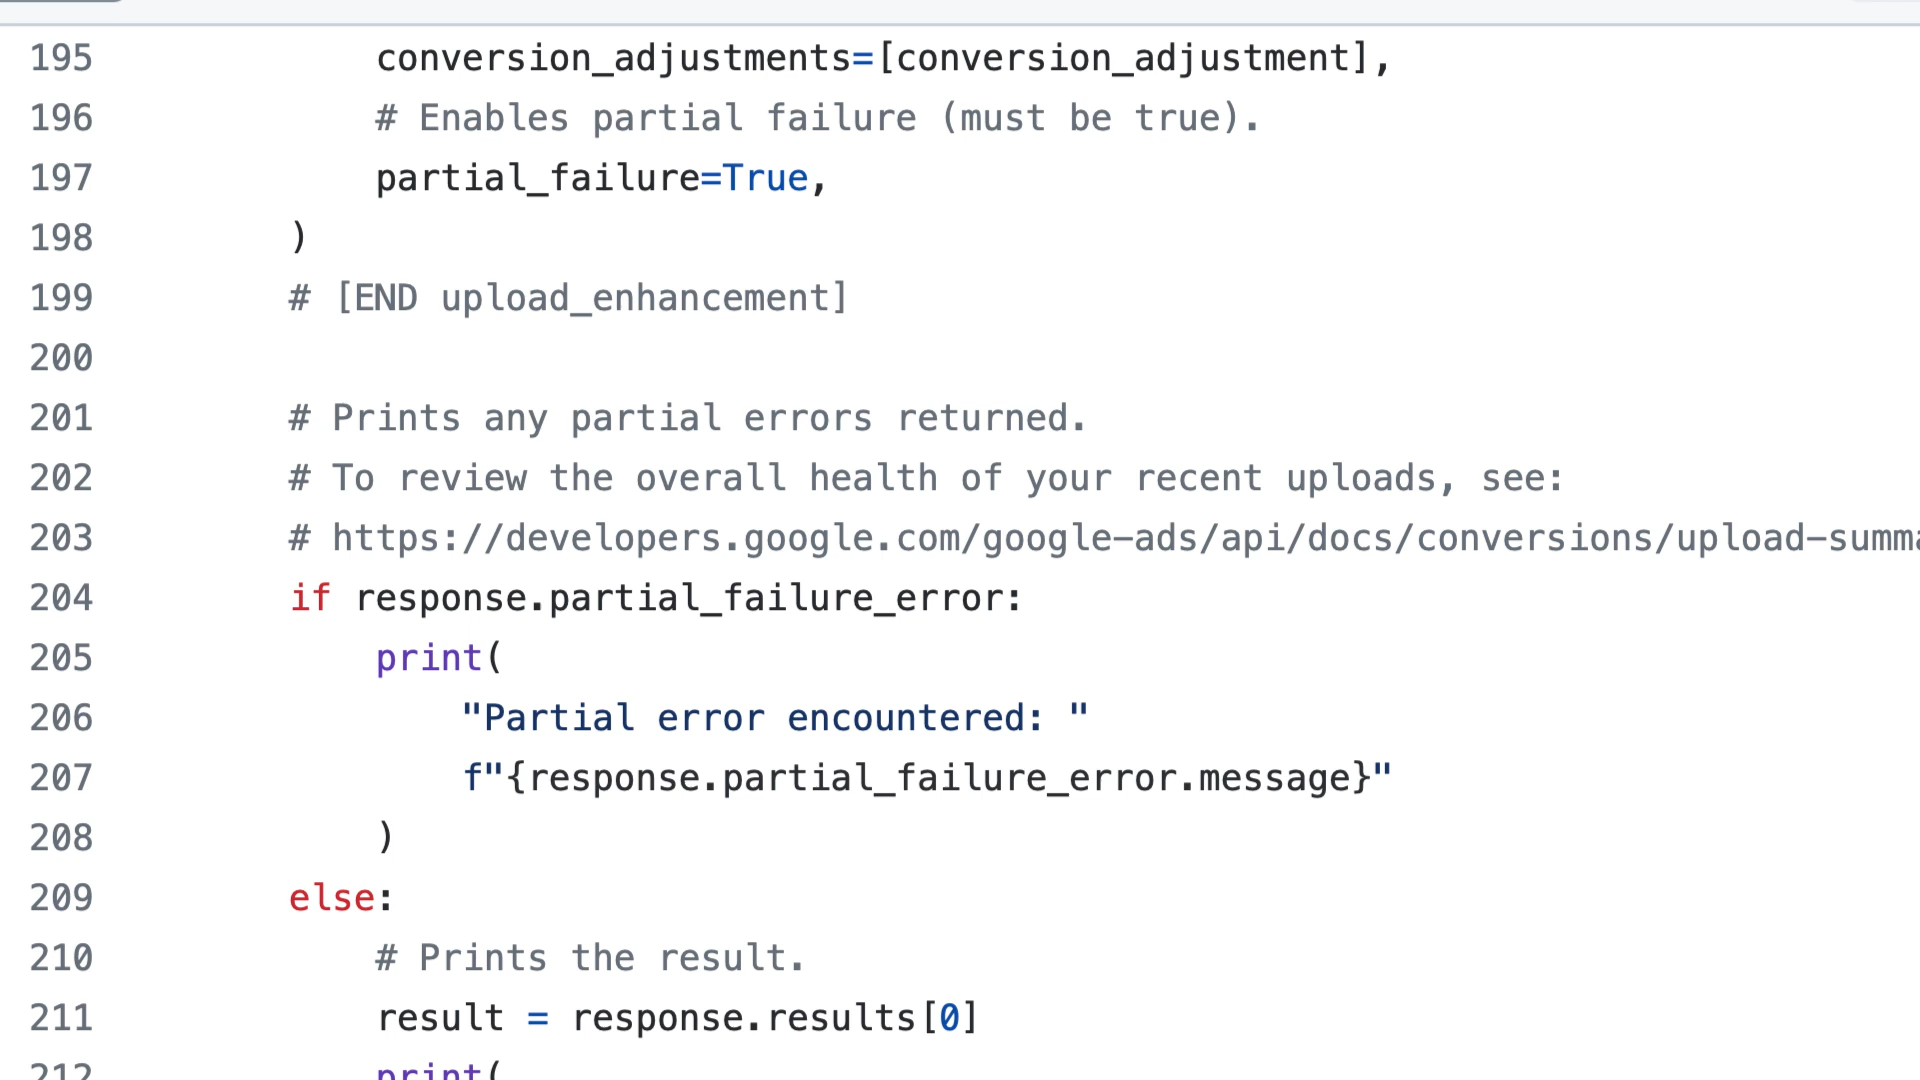 195 conversion_adjustments=[conversion_adjustment],
196 # Enables partial failure (must be true).
197 partial_failure=True,
198 )
199 # [END upload_enhancement]
200
201 # Prints any partial errors returned.
202 # To review the overall health of your recent uploads, see:
203 # https://developers.google.com/google-ads/api/docs/conversions/upload-summa
204 if response.partial_failure_error:
205 print(
206 "Partial error encountered: "
207 f"{response.partial_failure_error.message}"
208 )
209 else:
210 # Prints the result.
211 result = response.results[0]
212 print(